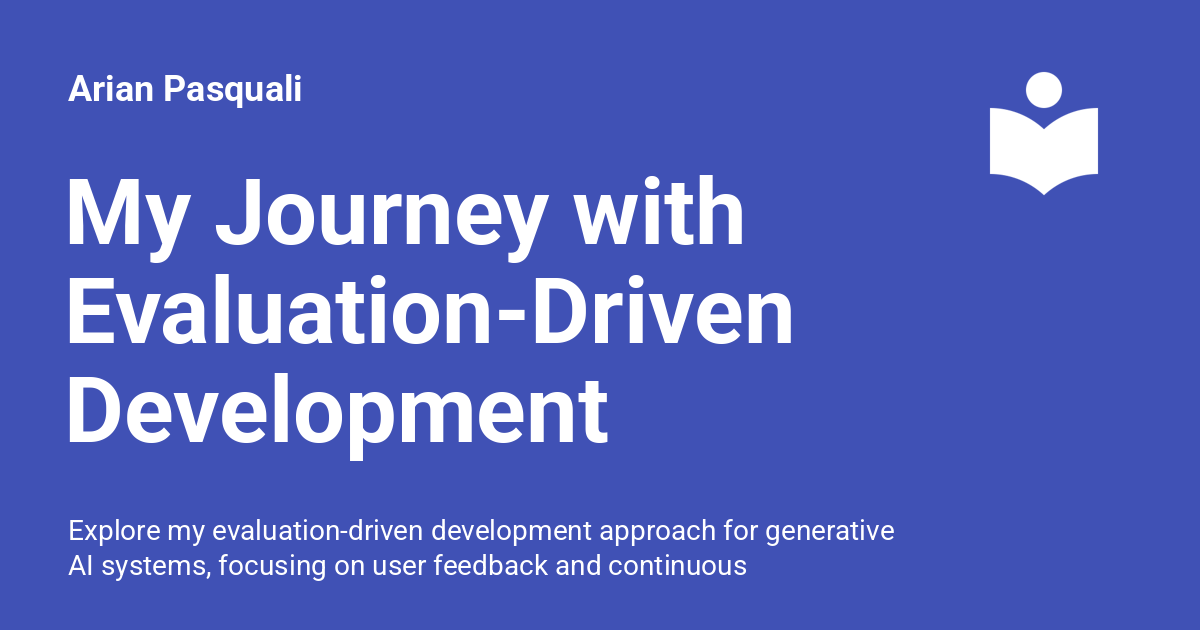 Arian Pasquali
My Journey with
Evaluation-Driven
Development
Explore my evaluation-driven development approach for generative
AI systems, focusing on user feedback and continuous